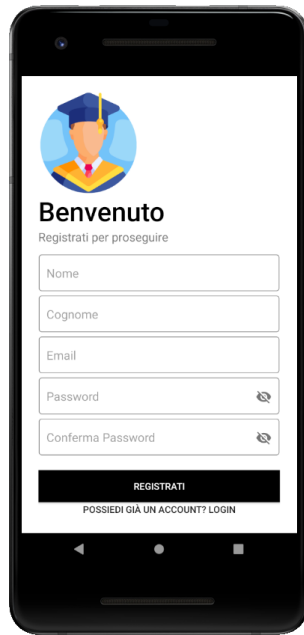 Benvenuto
Registrati per proseguire
Nome
Cognome
Email
Password
Conferma Password
REGISTRATI
POSSIEDI GIÀ UN ACCOUNT? LOGIN